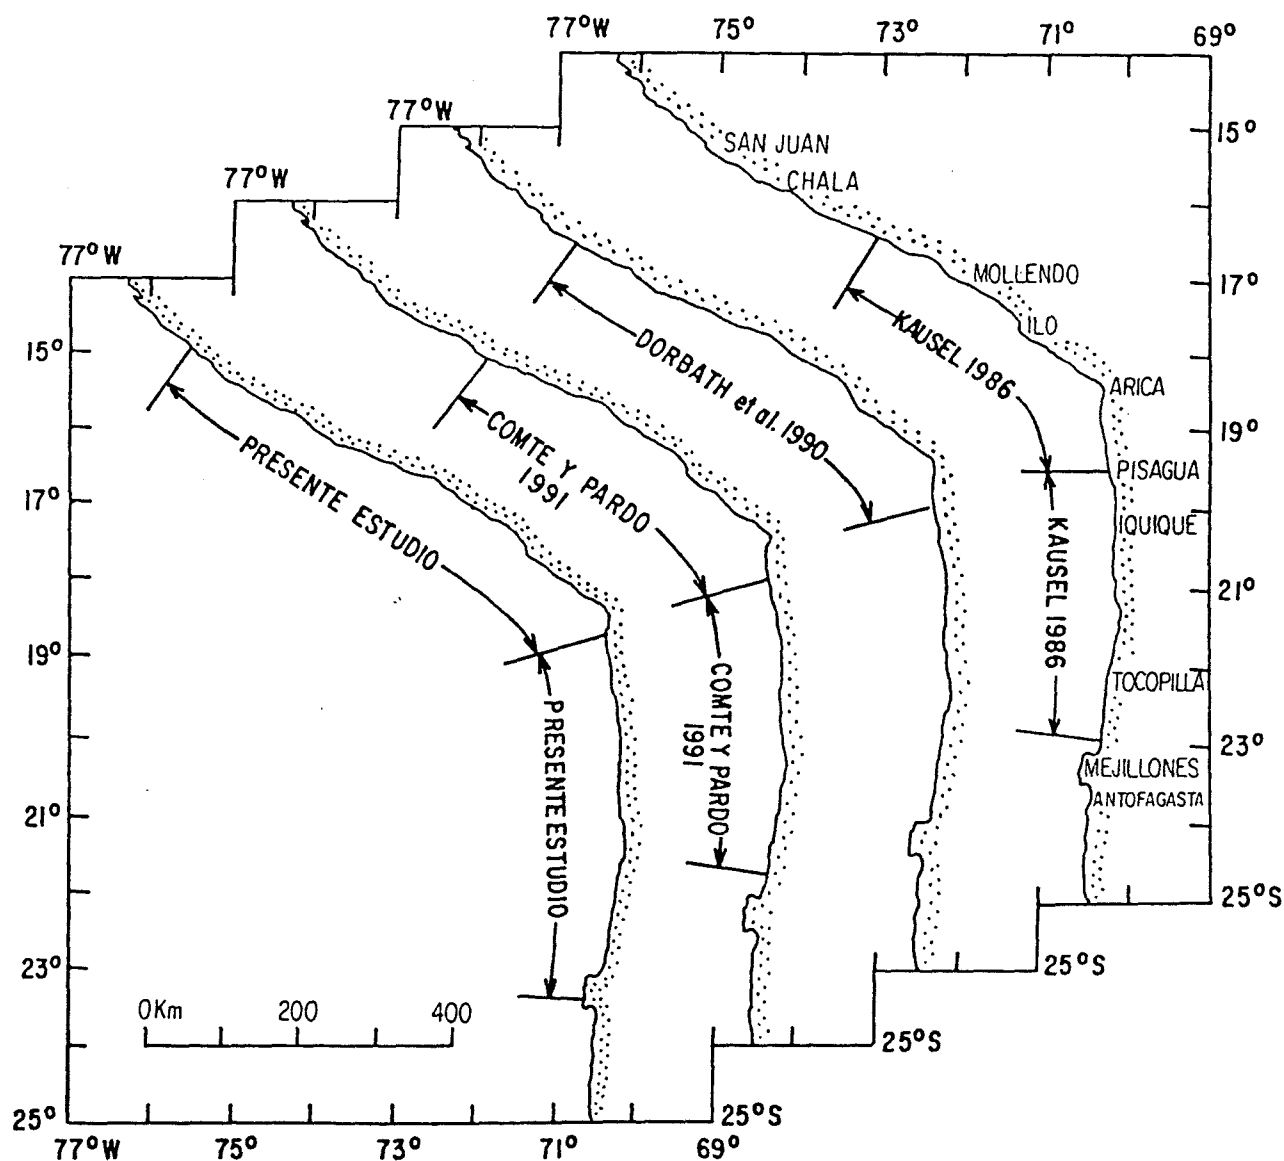 77°W 75° 73° 71° 69°
77°W
77°W
77°W
15°
17°
19°
21°
23°
25°S
SAN JUAN
CHALA
MOLLENDO
ILO
ARICA
PISAGUA
IQUIQUE
TOCOPILLA
MEJILLONES
ANTOFAGASTA
KAUSEL 1986
KAUSEL 1986
DORBATH et al. 1990
COMTE Y PARDO
1991
COMTE Y PARDO
1991
PRESENTE ESTUDIO
PRESENTE ESTUDIO
15°
17°
19°
21°
23°
25°
0Km 200 400
25°S
25°S
25°S
77°W 75° 73° 71° 69°